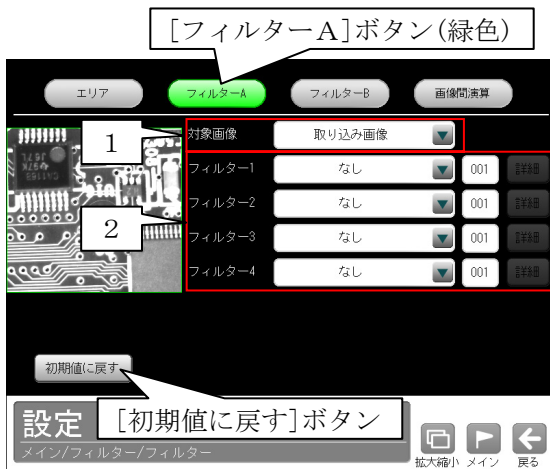 [フィルターA]ボタン(緑色)
エリア
フィルターA
フィルターB
画像間演算
1
対象画像 取り込み画像
2
フィルター1 なし 001 詳細
フィルター2 なし 001 詳細
フィルター3 なし 001 詳細
フィルター4 なし 001 詳細
初期値に戻す
[初期値に戻す]ボタン
設定
メイン/フィルター/フィルター
拡大縮小 メイン 戻る